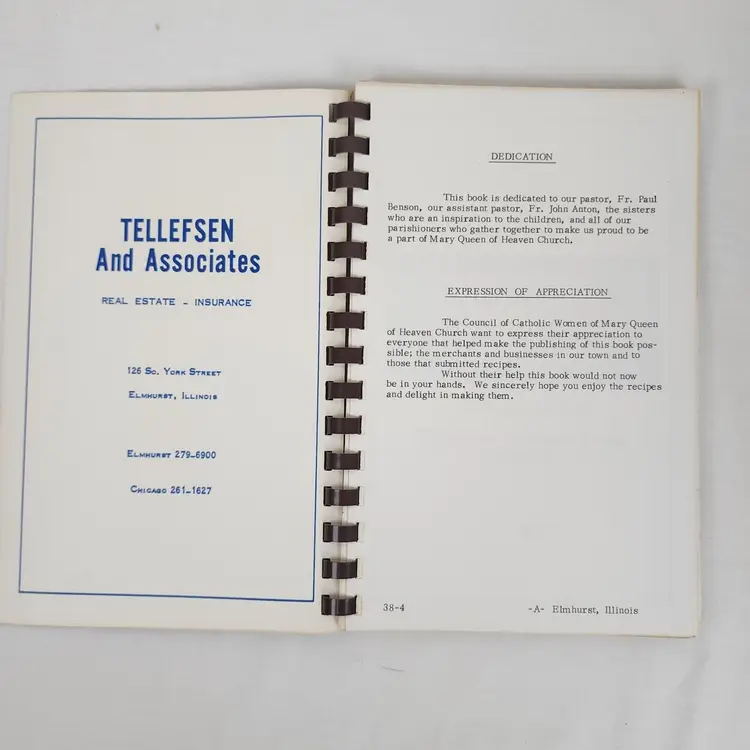 TELLEFSEN
And Associates
REAL ESTATE - INSURANCE
126 So. York Street
Elmhurst, Illinois
Elmhurst 279-6900
Chicago 261-1627
DEDICATION
This book is dedicated to our pastor, Fr. Paul
Benson, our assistant pastor, Fr. John Anton, the sisters
who are an inspiration to the children, and all of our
parishioners who gather together to make us proud to be
a part of Mary Queen of Heaven Church.
EXPRESSION OF APPRECIATION
The Council of Catholic Women of Mary Queen
of Heaven Church want to express their appreciation to
everyone that helped make the publishing of this book pos-
sible; the merchants and businesses in our town and to
those that submitted recipes.
Without their help this book would not now
be in your hands. We sincerely hope you enjoy the recipes
and delight in making them.
38-4
-A- Elmhurst, Illinois